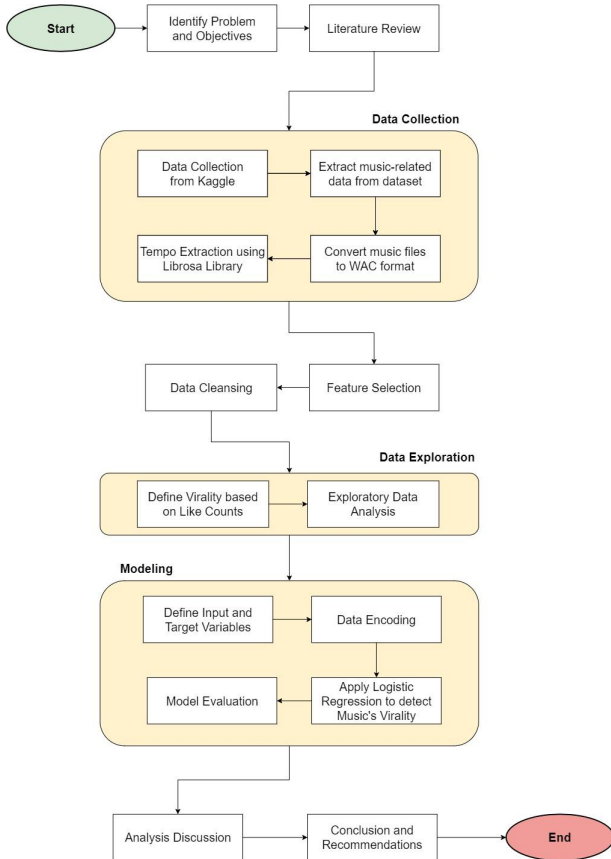 Start
Identify Problem
and Objectives
Literature Review
Data Collection
Data Collection
from Kaggle
Extract music-related
data from dataset
Tempo Extraction using
Librosa Library
Convert music files
to WAC format
Data Cleansing
Feature Selection
Data Exploration
Define Virality based
on Like Counts
Exploratory Data
Analysis
Modeling
Define Input and
Target Variables
Data Encoding
Model Evaluation
Apply Logistic
Regression to detect
Music's Virality
Analysis Discussion
Conclusion and
Recommendations
End